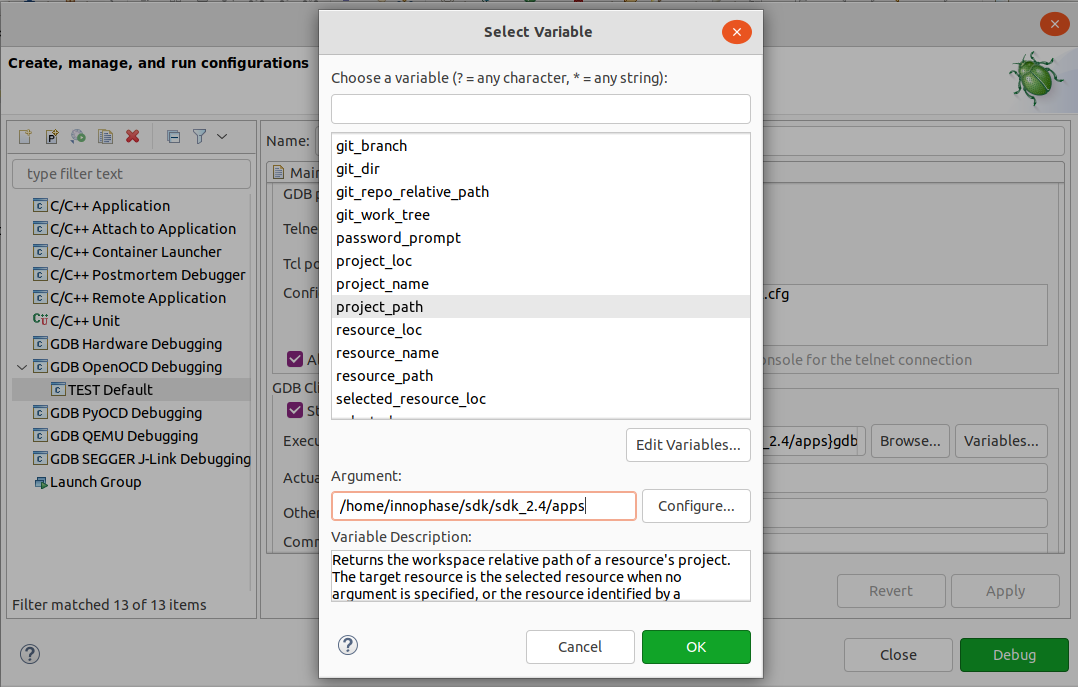 Select Variable
Create, manage, and run configurations
Choose a variable (? = any character, * = any string):
Name:
type filter text
C/C++ Application
C/C++ Attach to Application
C/C++ Container Launcher
C/C++ Postmortem Debugger
C/C++ Remote Application
C/C++ Unit
GDB Hardware Debugging
GDB OpenOCD Debugging
TEST Default
GDB PyOCD Debugging
GDB QEMU Debugging
GDB SEGGER J-Link Debugging
Launch Group
Filter matched 13 of 13 items
git_branch
git_dir
git_repo_relative_path
git_work_tree
password_prompt
project_loc
project_name
project_path
resource_loc
resource_name
resource_path
selected_resource_loc
Edit Variables...
Argument:
/home/innophase/sdk/sdk_2.4/apps
Configure...
Variable Description:
Returns the workspace relative path of a resource's project.
The target resource is the selected resource when no
argument is specified, or the resource identified by a
Cancel
OK
Main
GDB p
Telne
Tcl po
Confi
.cfg
onsole for the telnet connection
GDB Cli
St
Execu
_2.4/apps}gdb
Browse...
Variables...
Actua
Other
Comm
Revert
Apply
Close
Debug